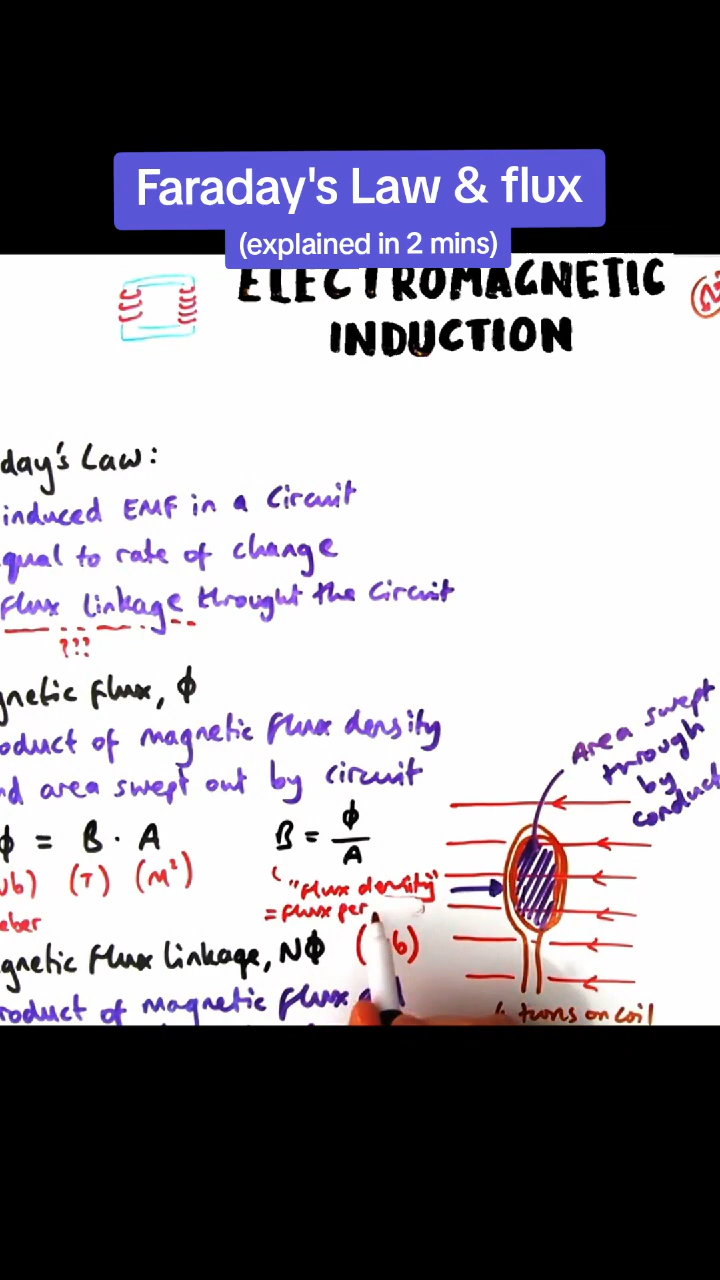 Faraday's Law & flux
(explained in 2 mins)
ELECTROMAGNETIC
INDUCTION
day's Law:
induced EMF in a Circuit
qual to rate of change
flux linkage throught the Circuit
???
gnetic flux, ϕ
oduct of magnetic flux density
nd area swept out by circuit
ϕ = B · A
B = ϕ/A
Wb) (T) (m²)
eber
"flux density"
= flux per
Area swept
through
by
conduct
gnetic flux linkage, Nϕ
roduct of magnetic flux
turns on coil